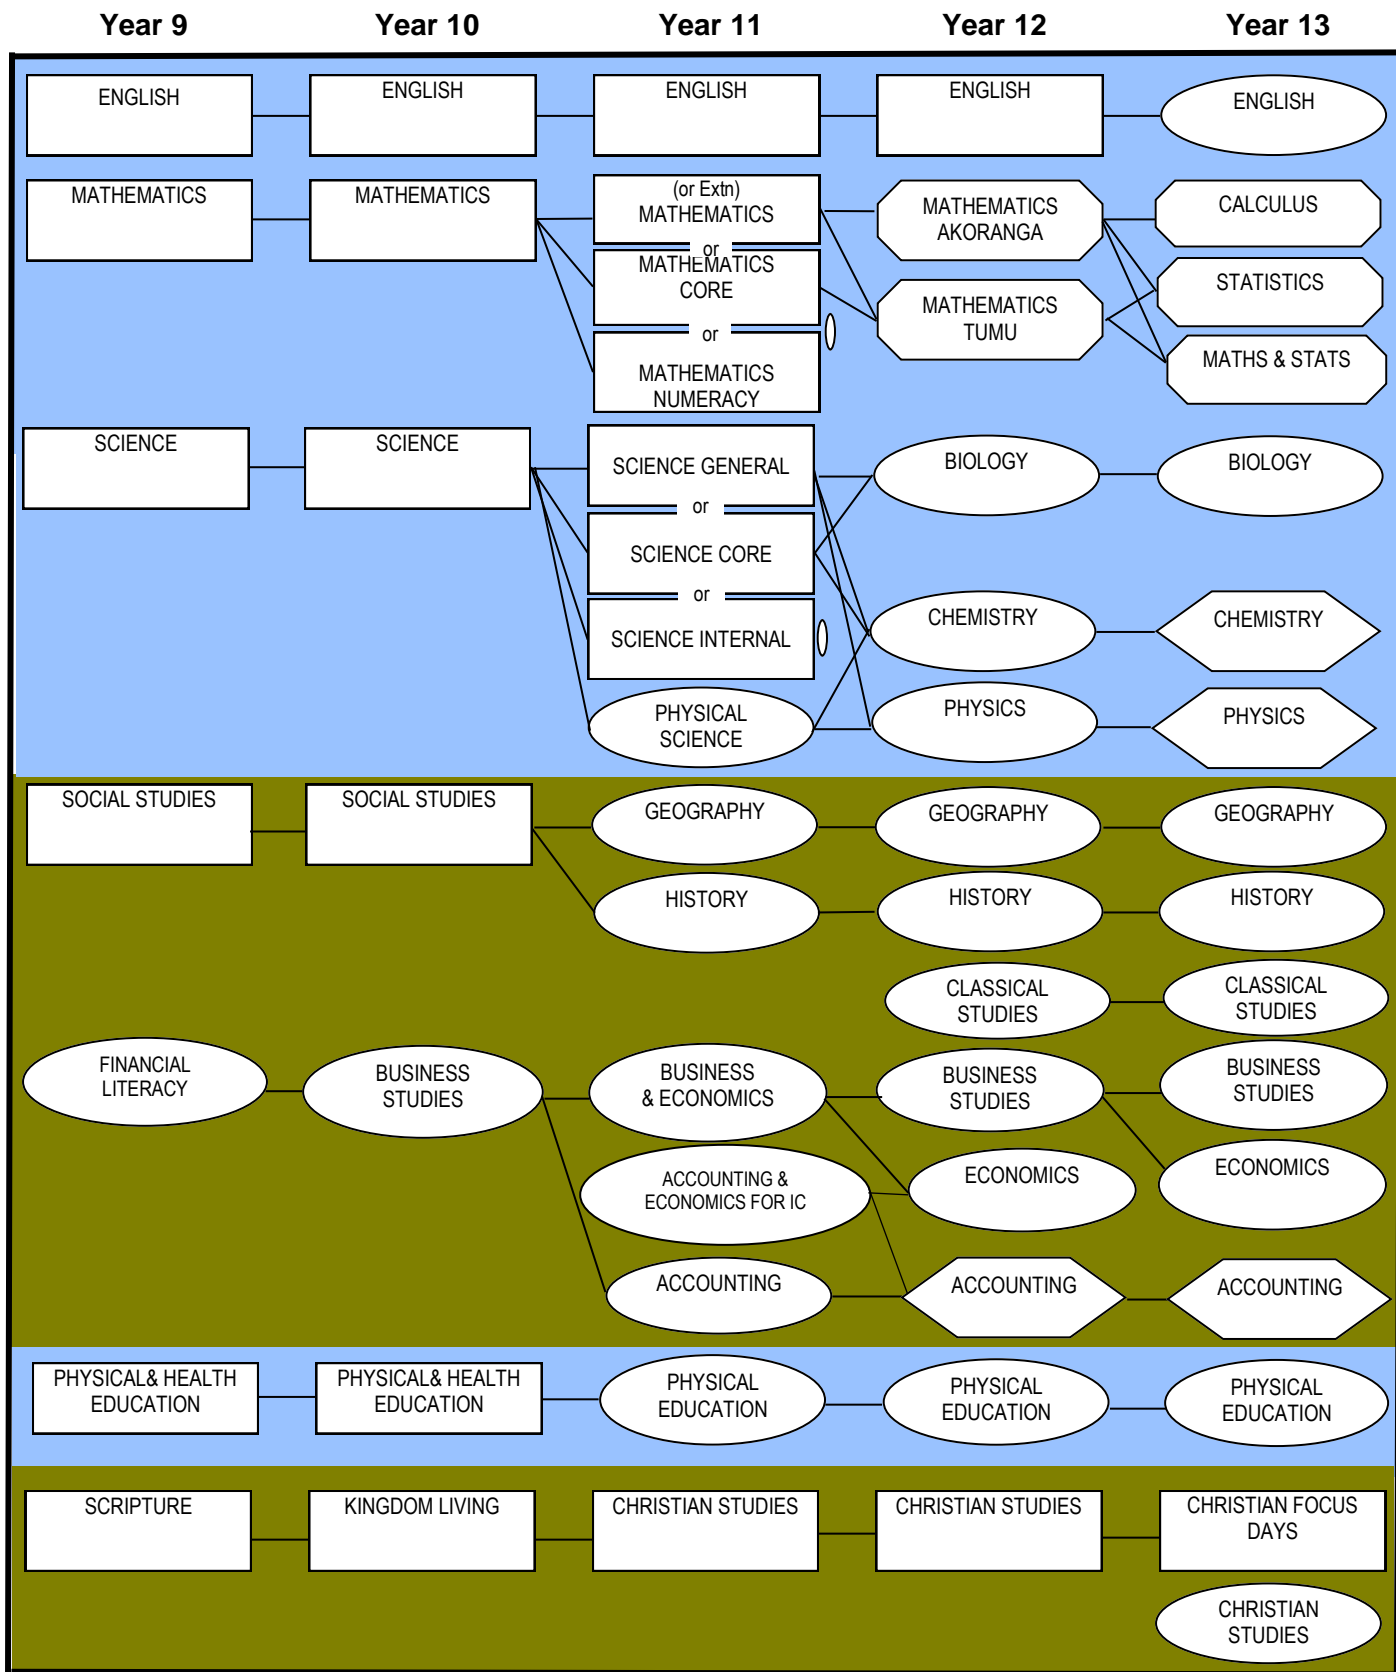 Year 9 Year 10 Year 11 Year 12 Year 13
ENGLISH ENGLISH ENGLISH ENGLISH ENGLISH
MATHEMATICS MATHEMATICS
(or Extn)
MATHEMATICS
or
MATHEMATICS
CORE
or
MATHEMATICS
NUMERACY
MATHEMATICS
AKORANGA
MATHEMATICS
TUMU
CALCULUS
STATISTICS
MATHS & STATS
SCIENCE SCIENCE
SCIENCE GENERAL
or
SCIENCE CORE
or
SCIENCE INTERNAL
PHYSICAL
SCIENCE
BIOLOGY BIOLOGY
CHEMISTRY CHEMISTRY
PHYSICS PHYSICS
SOCIAL STUDIES SOCIAL STUDIES
GEOGRAPHY GEOGRAPHY GEOGRAPHY
HISTORY HISTORY HISTORY
CLASSICAL
STUDIES
CLASSICAL
STUDIES
FINANCIAL
LITERACY
BUSINESS
STUDIES
BUSINESS
& ECONOMICS
BUSINESS
STUDIES
BUSINESS
STUDIES
ACCOUNTING &
ECONOMICS FOR IC
ECONOMICS ECONOMICS
ACCOUNTING ACCOUNTING ACCOUNTING
PHYSICAL& HEALTH
EDUCATION
PHYSICAL& HEALTH
EDUCATION
PHYSICAL
EDUCATION
PHYSICAL
EDUCATION
PHYSICAL
EDUCATION
SCRIPTURE KINGDOM LIVING CHRISTIAN STUDIES CHRISTIAN STUDIES
CHRISTIAN FOCUS
DAYS
CHRISTIAN
STUDIES